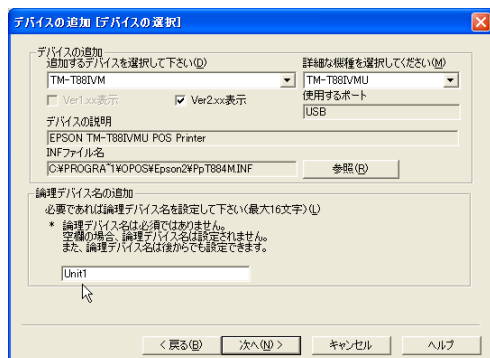 デバイスの追加 [デバイスの選択]
デバイスの追加
追加するデバイスを選択して下さい(D)
詳細な機種を選択してください(M)
TM-T88IVM
TM-T88IVMU
Ver1.xx表示
Ver2.xx表示
使用するポート
USB
デバイスの説明
EPSON TM-T88IVMU POS Printer
INFファイル名
C:¥PROGRA~1¥OPOS¥Epson2¥PpT884M.INF
参照(R)
論理デバイス名の追加
必要であれば論理デバイス名を設定して下さい(最大16文字)(L)
* 論理デバイス名は必須ではありません。
空欄の場合、論理デバイス名は設定されません。
また、論理デバイス名は後からでも設定できます。
Unit1
< 戻る(B)
次へ(N) >
キャンセル
ヘルプ